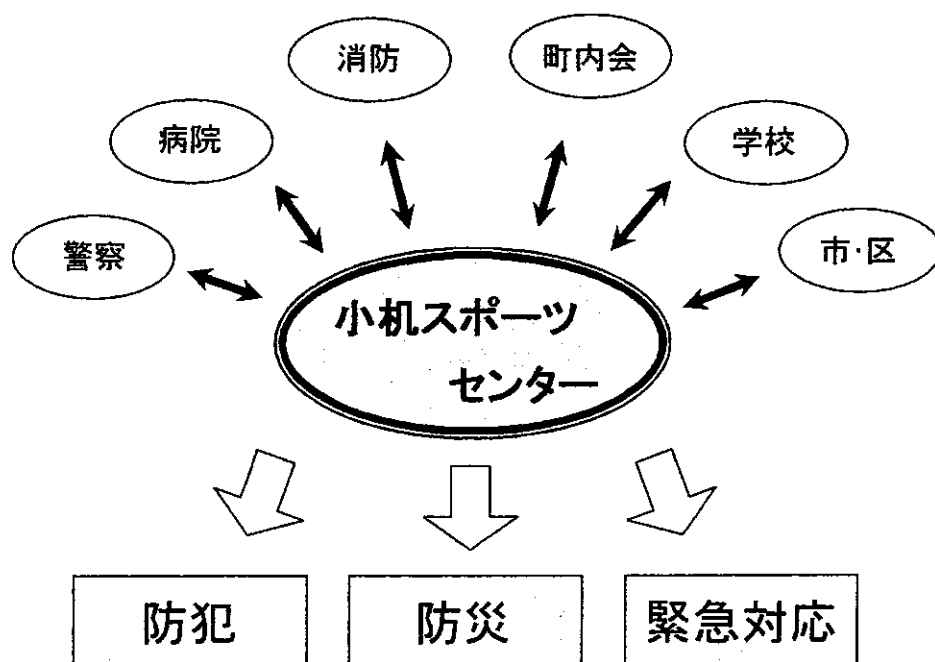 消防
町内会
病院
学校
警察
市・区
小机スポーツ
センター
防犯
防災
緊急対応